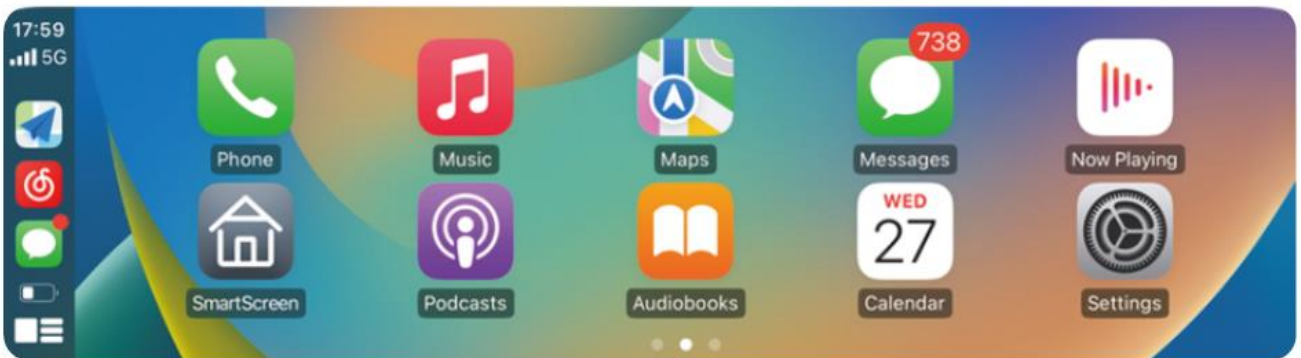 17:59
5G
738
Phone
Music
Maps
Messages
Now Playing
WED
27
SmartScreen
Podcasts
Audiobooks
Calendar
Settings